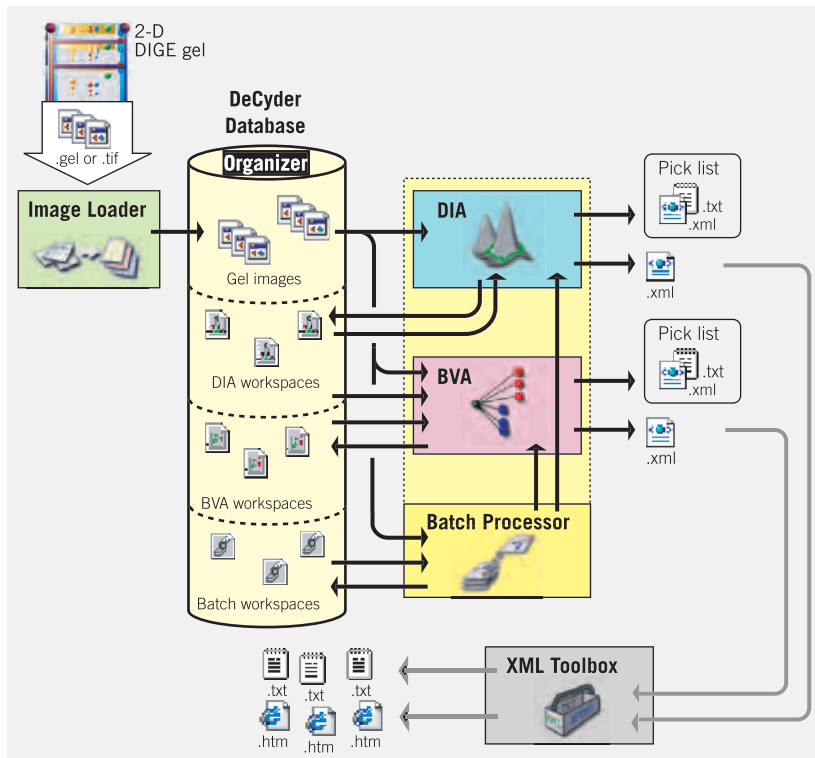 2-D
DIGE gel
.gel or .tif
Image Loader
DeCyder
Database
Organizer
Gel images
DIA workspaces
BVA workspaces
Batch workspaces
DIA
BVA
Batch Processor
Pick list
.txt
.xml
.xml
Pick list
.txt
.xml
.xml
XML Toolbox
.txt
.txt
.txt
.htm
.htm
.htm